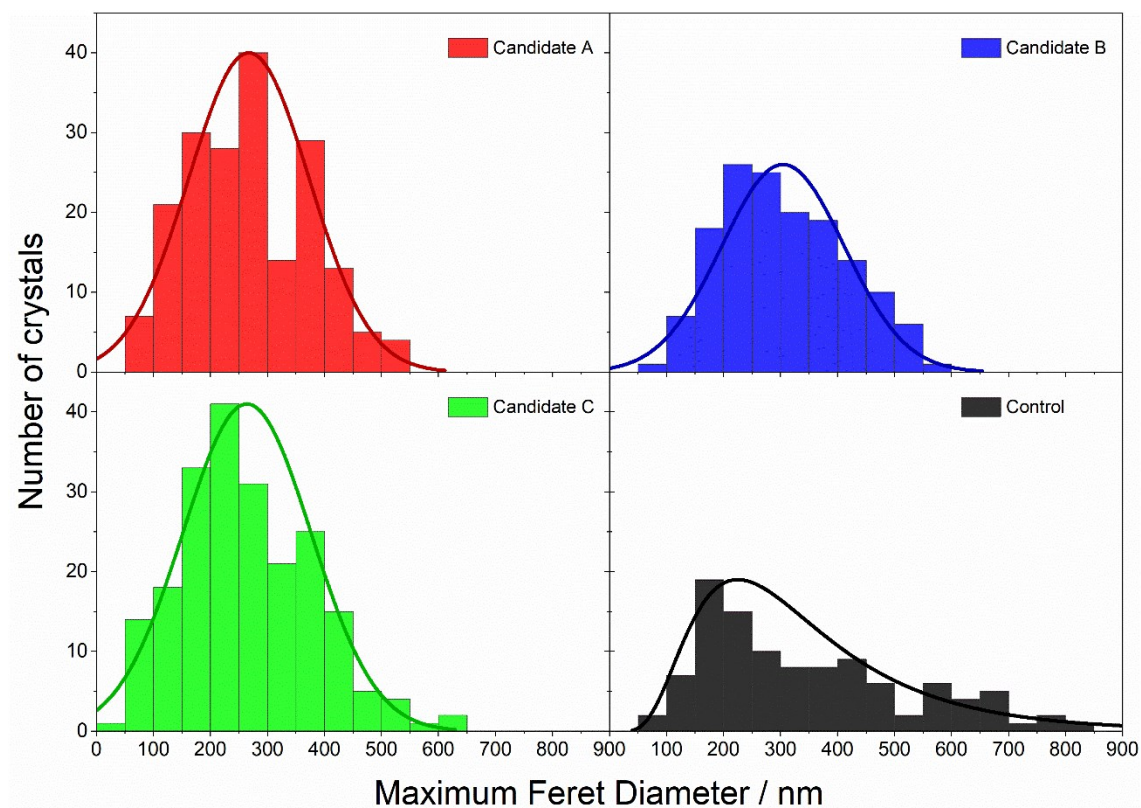 Number of crystals
40
30
20
10
0
Candidate A
Candidate B
40
30
20
10
0
Candidate C
Control
0 100 200 300 400 500 600 700 800 900 100 200 300 400 500 600 700 800 900
Maximum Feret Diameter / nm